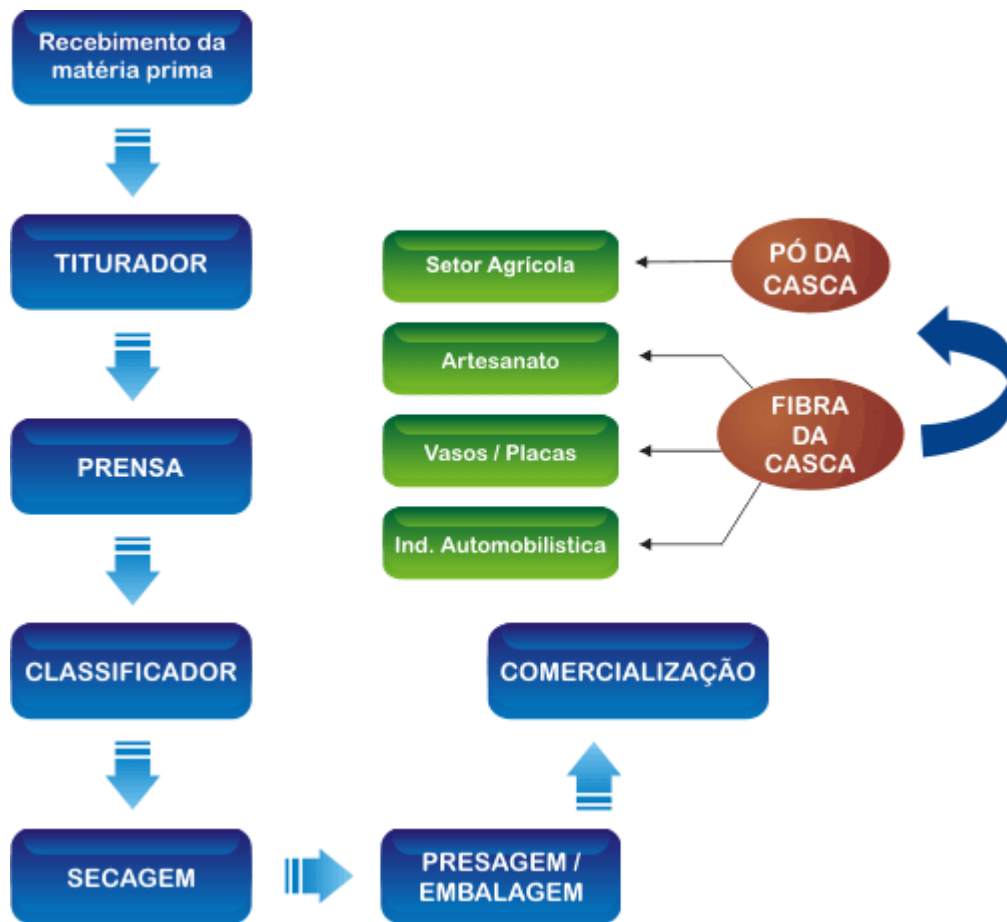 Recebimento da
matéria prima
TITURADOR
PRENSA
CLASSIFICADOR
SECAGEM
PRESAGEM /
EMBALAGEM
COMERCIALIZAÇÃO
Setor Agrícola
Artesanato
Vasos / Placas
Ind. Automobilistica
PÓ DA
CASCA
FIBRA
DA
CASCA